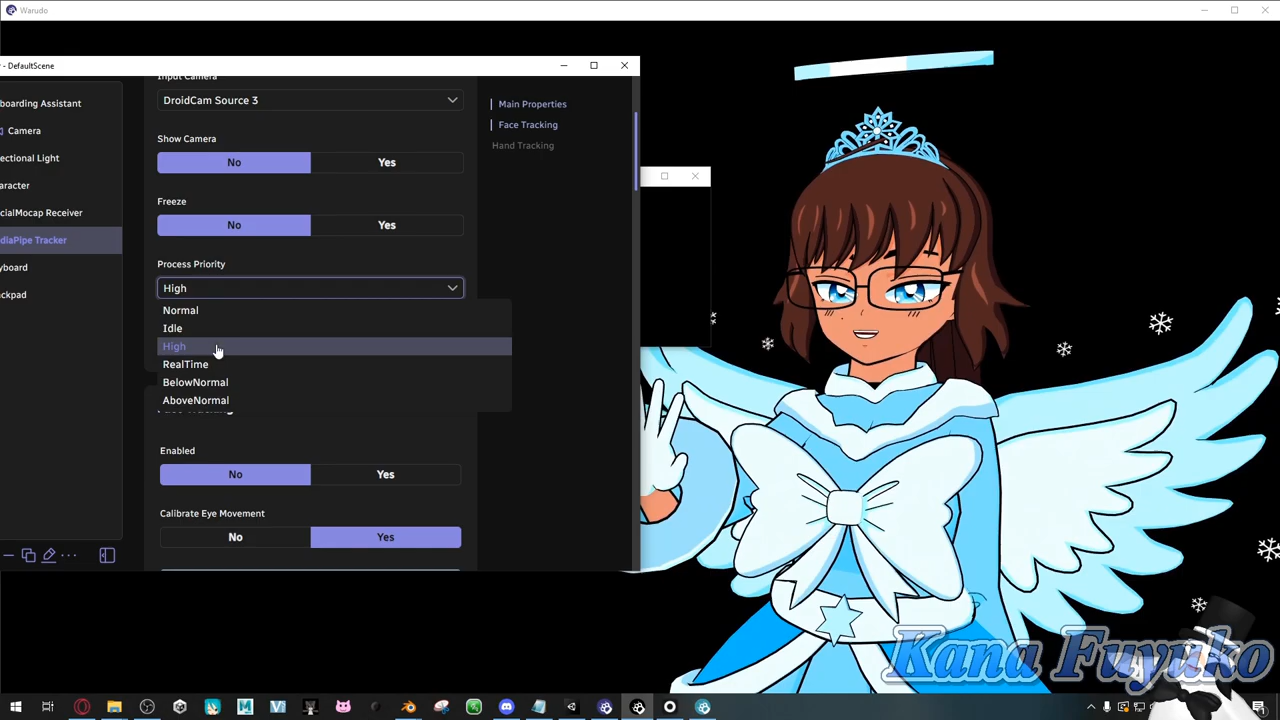 Warudo
- DefaultScene
Input Camera
DroidCam Source 3
Show Camera
No
Yes
Freeze
No
Yes
Process Priority
High
Normal
Idle
High
RealTime
BelowNormal
AboveNormal
Enabled
No
Yes
Calibrate Eye Movement
No
Yes
boarding Assistant
Camera
ectional Light
aracter
cialMocap Receiver
diaPipe Tracker
yboard
ckpad
Main Properties
Face Tracking
Hand Tracking
Kana Fuyuko